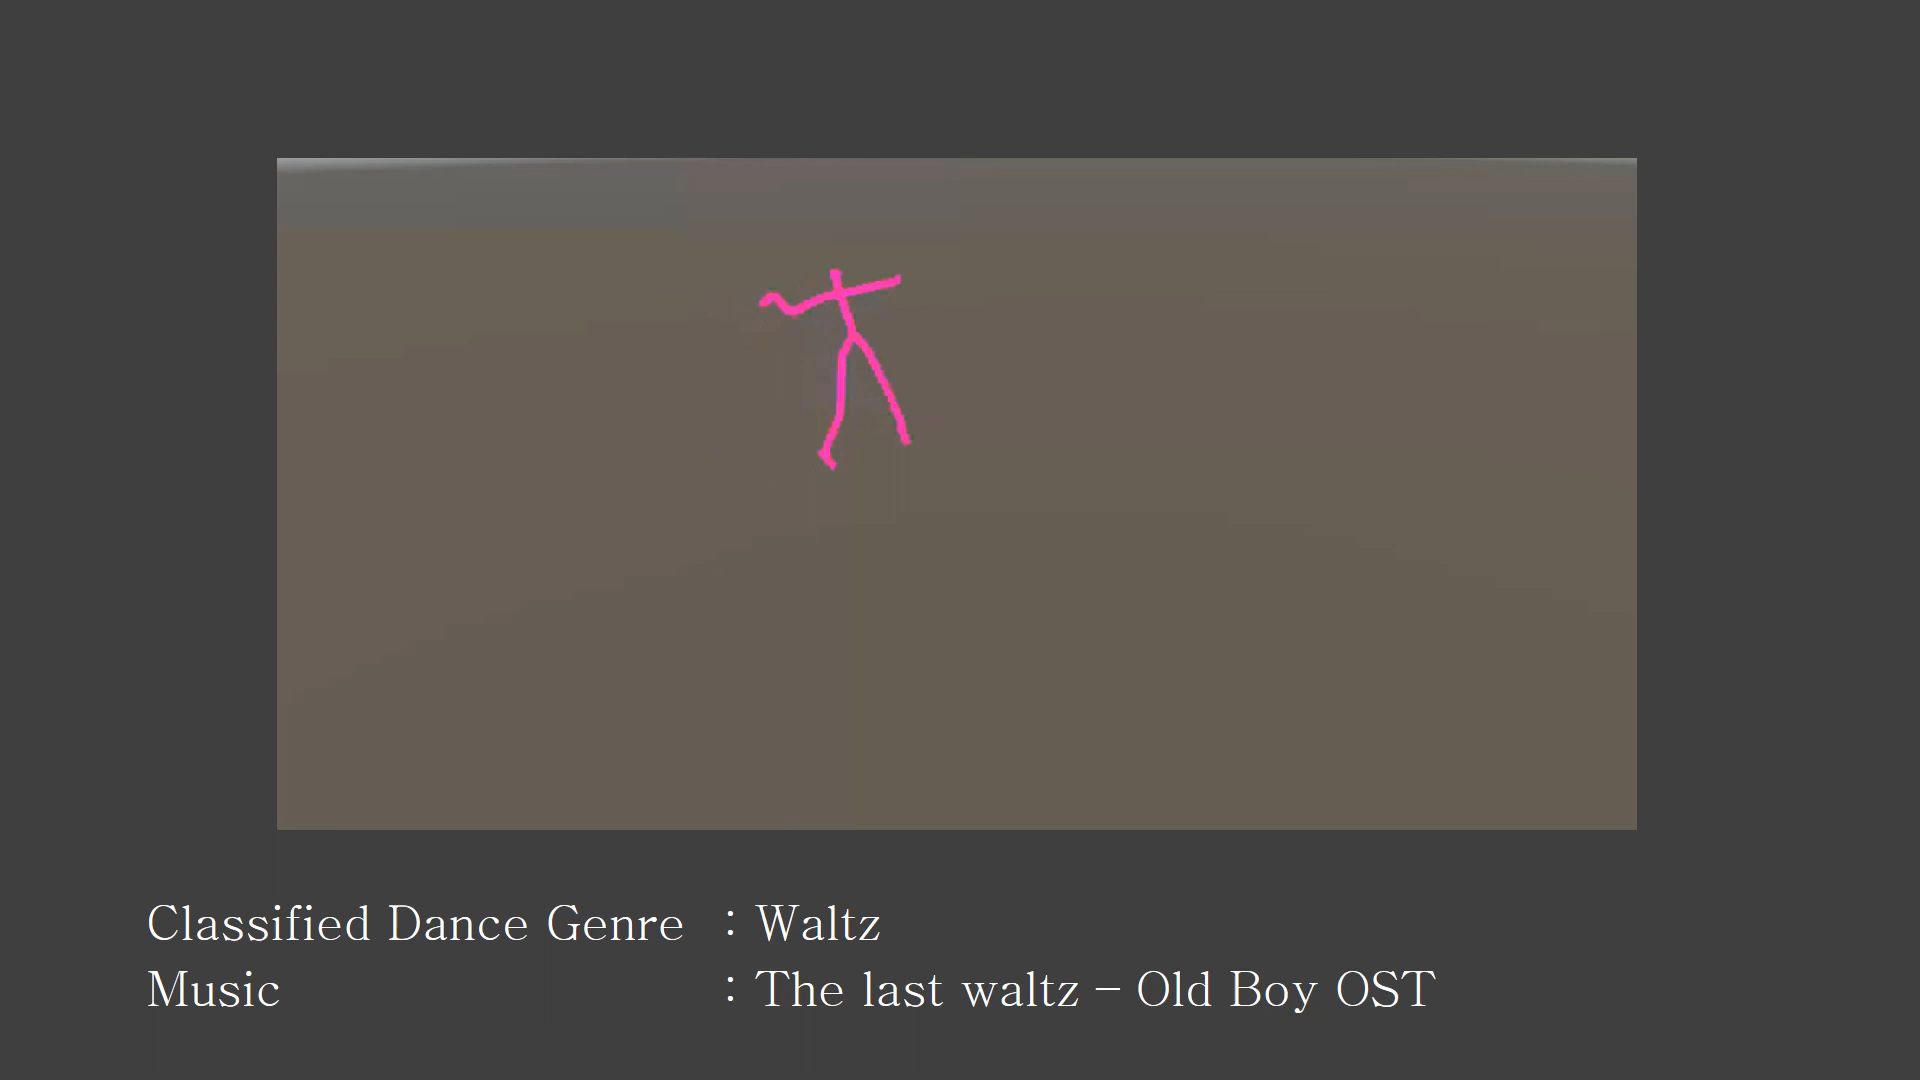 Classified Dance Genre : Waltz
Music : The last waltz – Old Boy OST